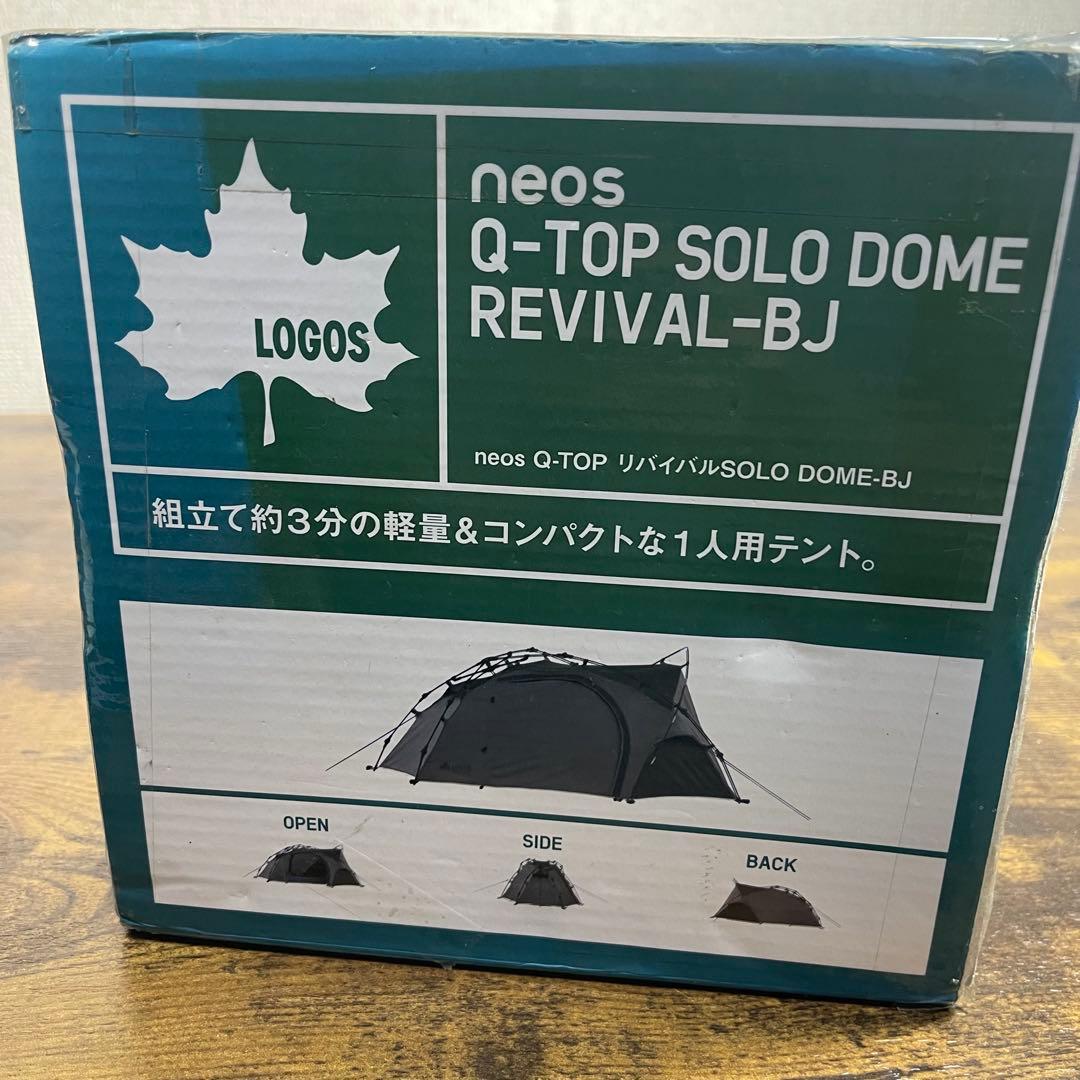 LOGOS
neos
Q-TOP SOLO DOME
REVIVAL-BJ
neos Q-TOP リバイバルSOLO DOME-BJ
組立て約3分の軽量&コンパクトな1人用テント。
OPEN
SIDE
BACK